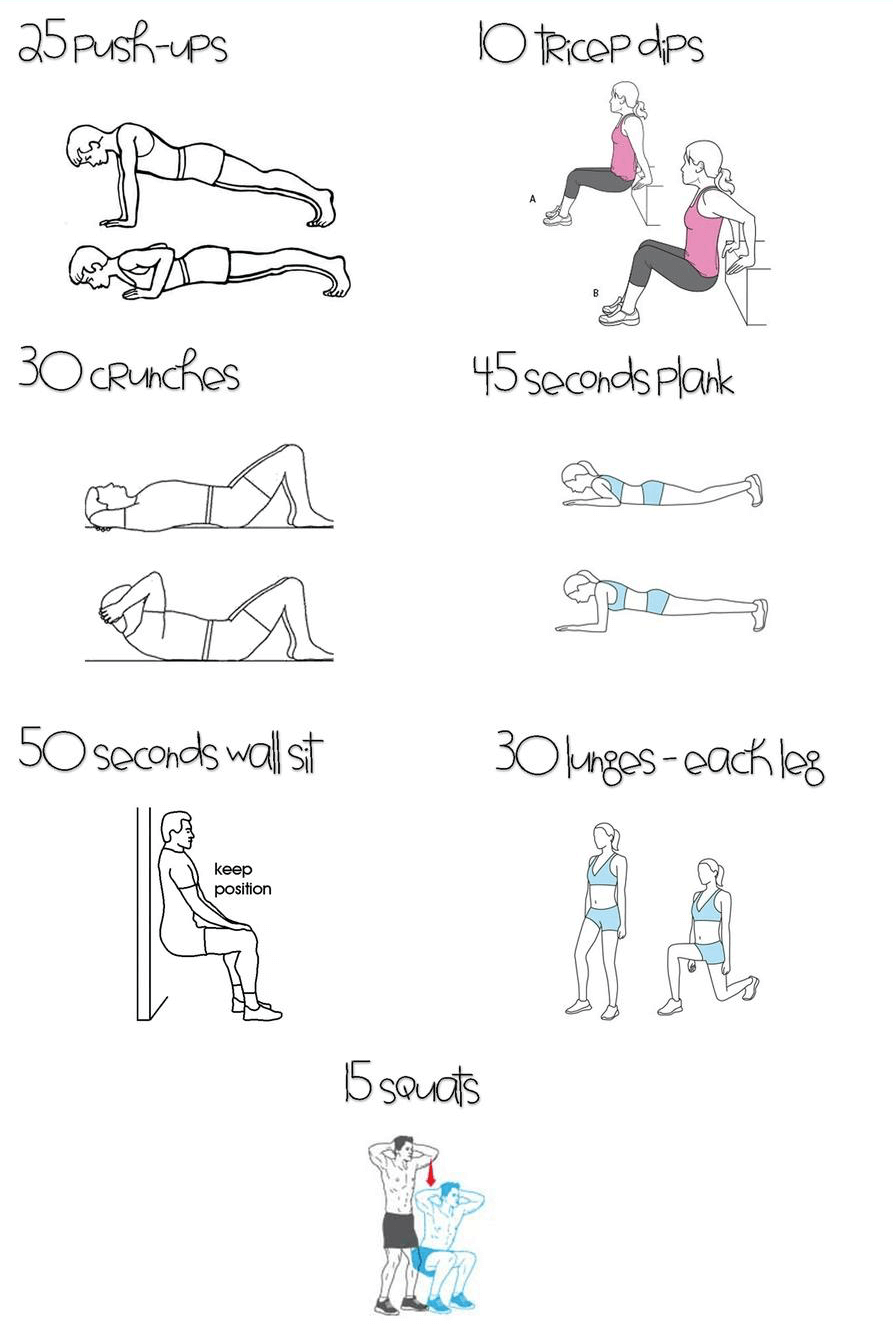 25 push-ups
10 tricep dips
A
B
30 crunches
45 seconds plank
50 seconds wall sit
30 lunges - each leg
keep
position
15 squats